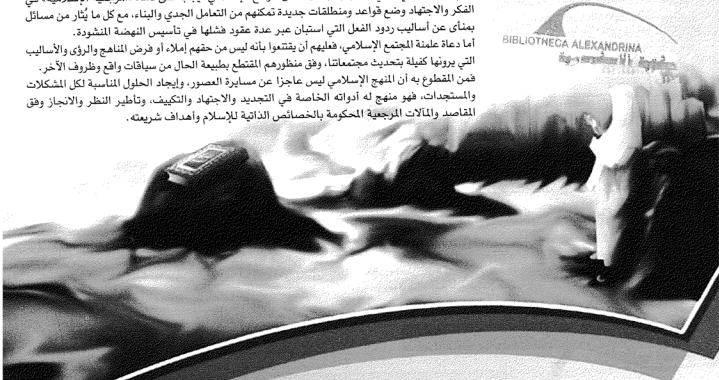 الفكر والاجتهاد وضع قواعد ومنطلقات جديدة تمكنهم من التعامل الجدي والبناء، مع كل ما يُثار من مسائل
بمنأى عن أساليب ردود الفعل التي استبان عبر عدة عقود فشلها في تأسيس النهضة المنشودة.
أما دعاة علمنة المجتمع الإسلامي، فعليهم أن يقتنعوا بأنه ليس من حقهم إملاء أو فرض المناهج والرؤى والأساليب
التي يرونها كفيلة بتحديث مجتمعاتنا، وفق منظورهم المقتطع بطبيعة الحال من سياقات واقع وظروف الآخر.
فمن المقطوع به أن المنهج الإسلامي ليس عاجزا عن مسايرة العصور، وإيجاد الحلول المناسبة لكل المشكلات
والمستجدات، فهو منهج له أدواته الخاصة في التجديد والاجتهاد والتكييف، وتأطير النظر والانجاز وفق
المقاصد والمآلات المرجعية المحكومة بالخصائص الذاتية للإسلام وأهداف شريعته.
BIBLIOTHECA ALEXANDRINA
مكتبة الإسكندرية